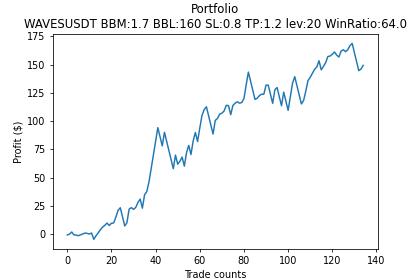 Portfolio
WAVESUSDT BBM:1.7 BBL:160 SL:0.8 TP:1.2 lev:20 WinRatio:64.0
175
150
125
100
75
50
25
0
Profit ($)
0 20 40 60 80 100 120 140
Trade counts